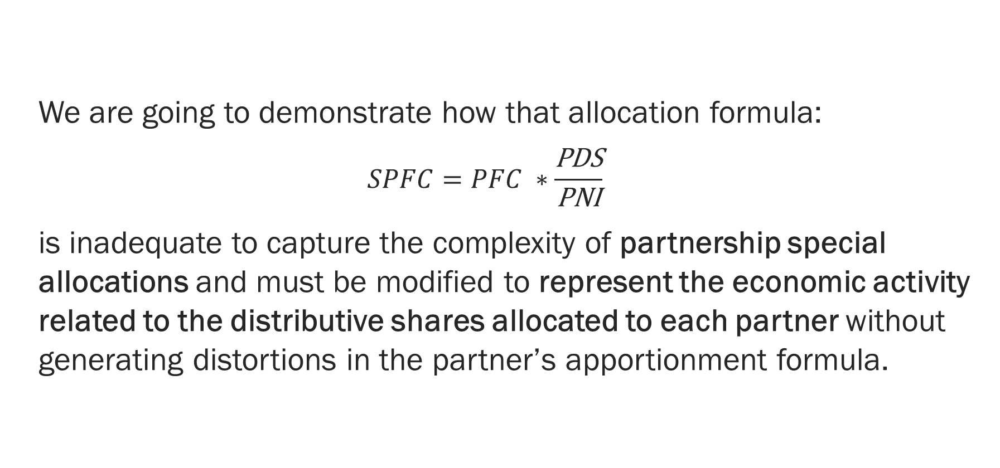 We are going to demonstrate how that allocation formula:
SPFC = PFC * PDS/PNI
is inadequate to capture the complexity of partnership special
allocations and must be modified to represent the economic activity
related to the distributive shares allocated to each partner without
generating distortions in the partner’s apportionment formula.